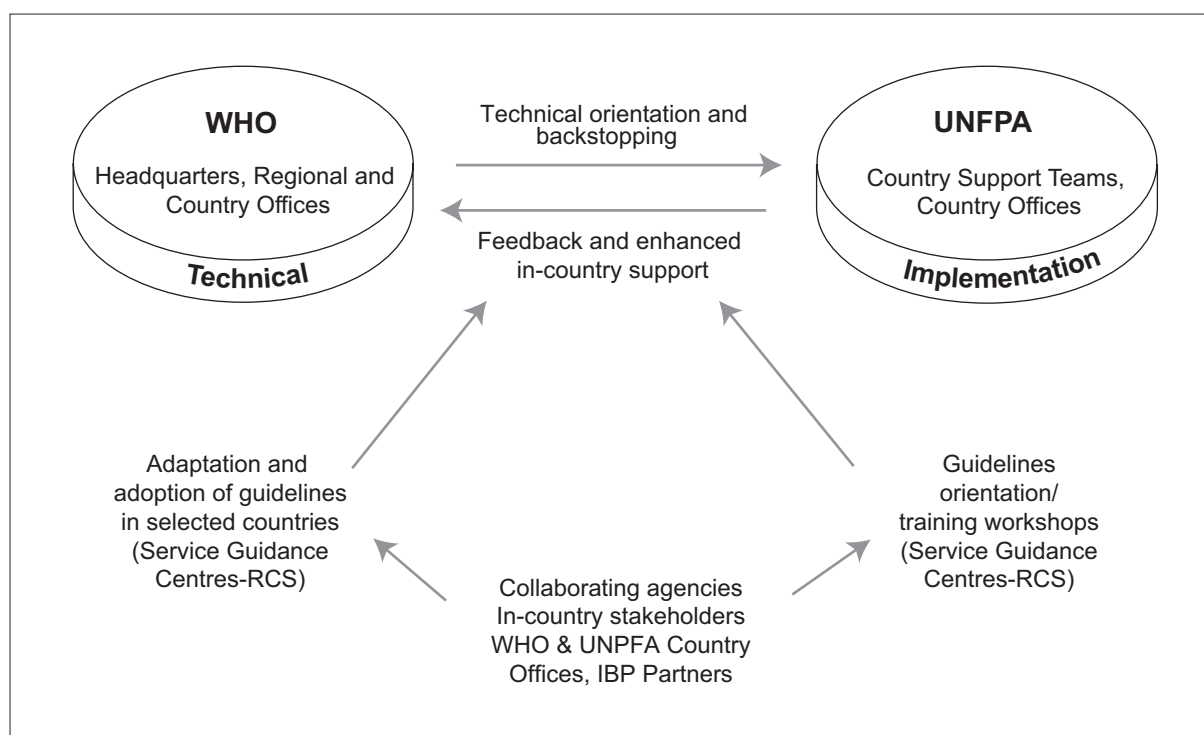 WHO
Headquarters, Regional and
Country Offices
Technical
Technical orientation and
backstopping
Feedback and enhanced
in-country support
UNFPA
Country Support Teams,
Country Offices
Implementation
Adaptation and
adoption of guidelines
in selected countries
(Service Guidance
Centres-RCS)
Collaborating agencies
In-country stakeholders
WHO & UNPFA Country
Offices, IBP Partners
Guidelines
orientation/
training workshops
(Service Guidance
Centres-RCS)